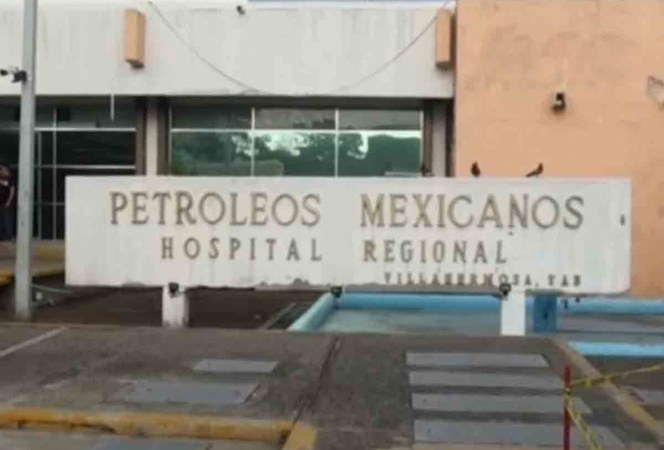 PETROLEOS MEXICANOS
HOSPITAL REGIONAL
VILLAHERMOSA, TAB